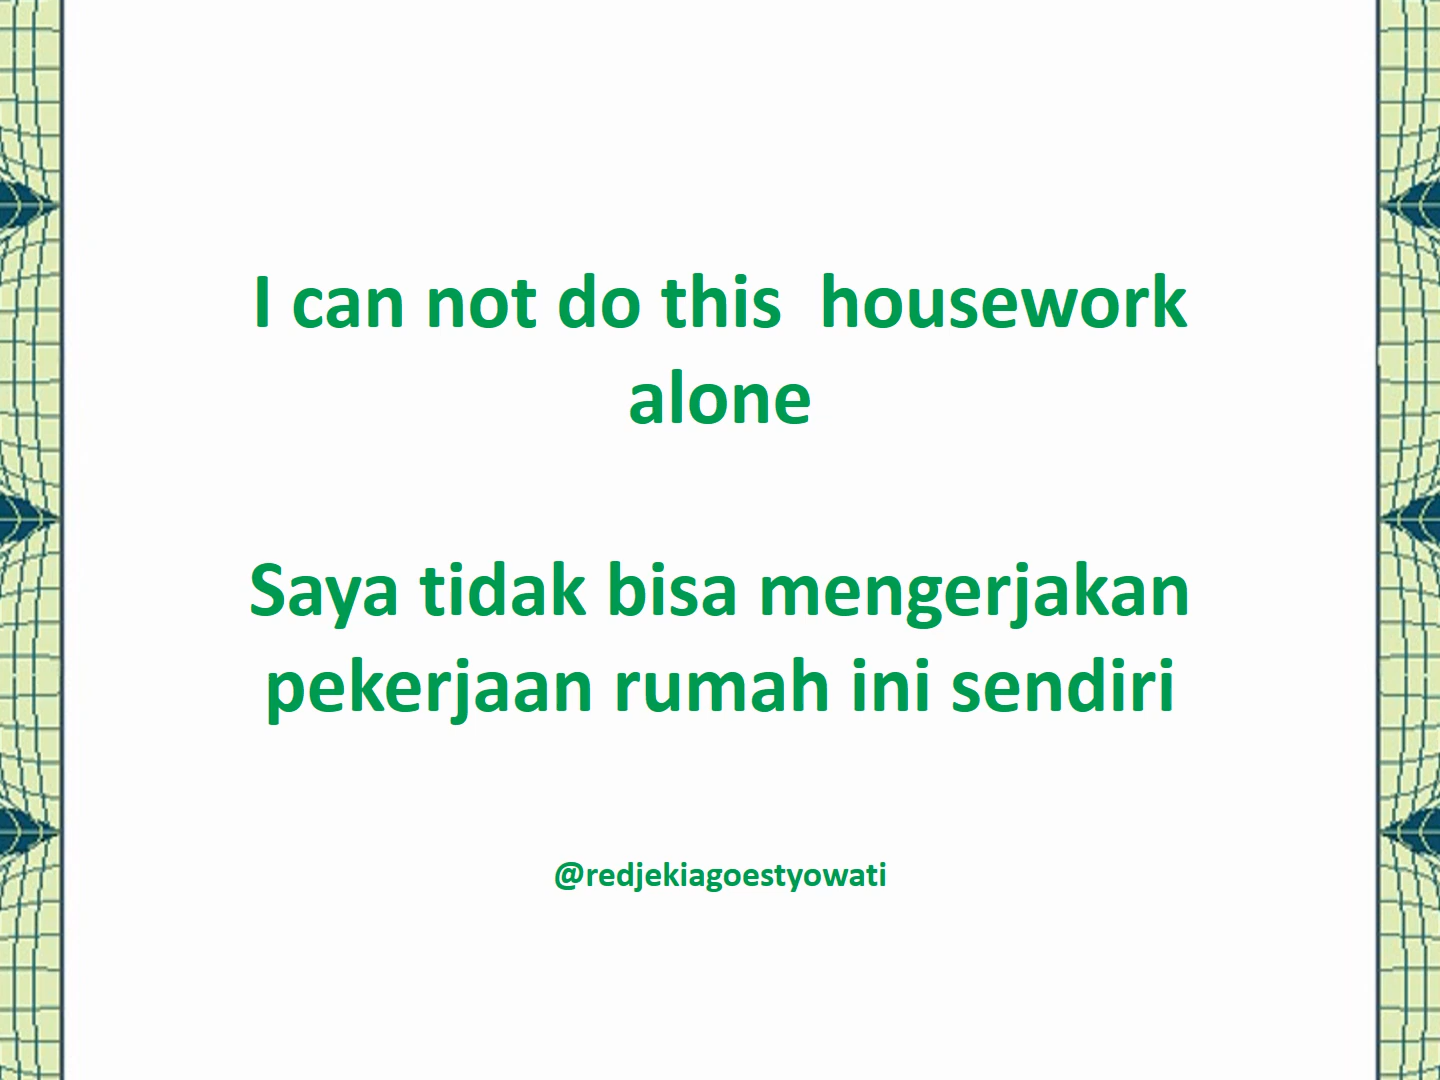 I can not do this  housework
alone
Saya tidak bisa mengerjakan
pekerjaan rumah ini sendiri
@redjekiagoestyowati